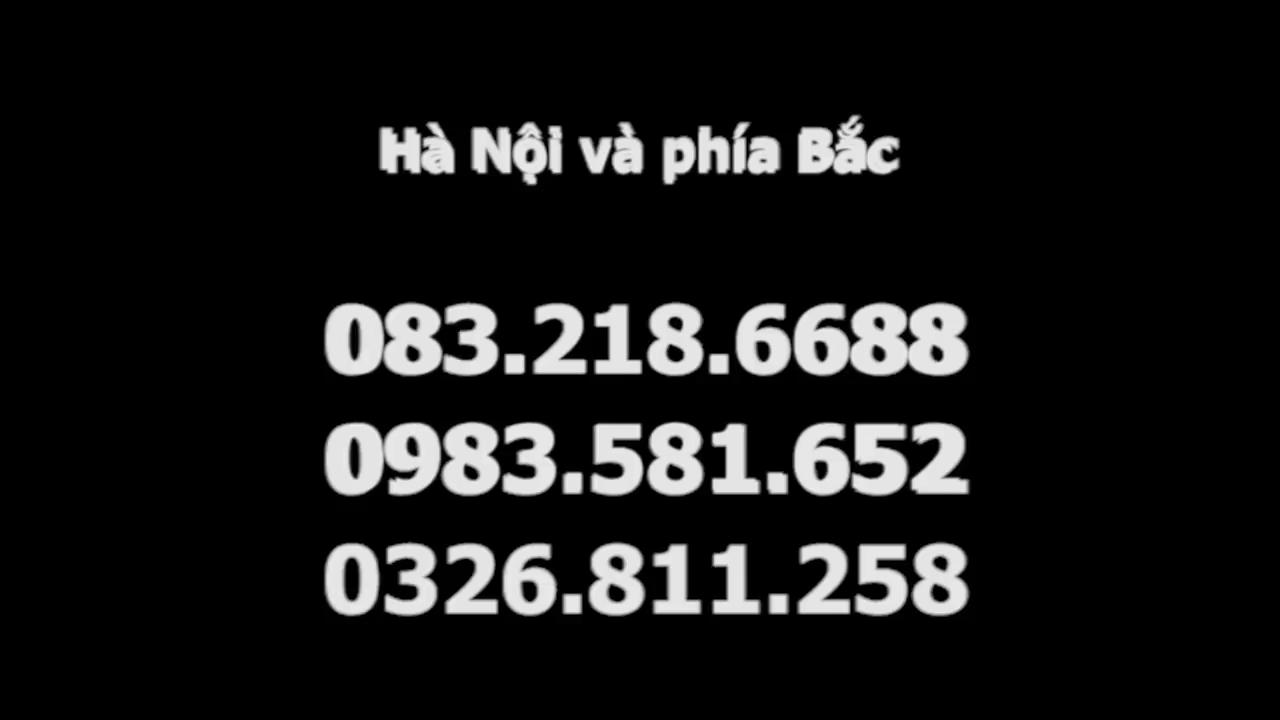 Hà Nội và phía Bắc
083.218.6688
0983.581.652
0326.811.258